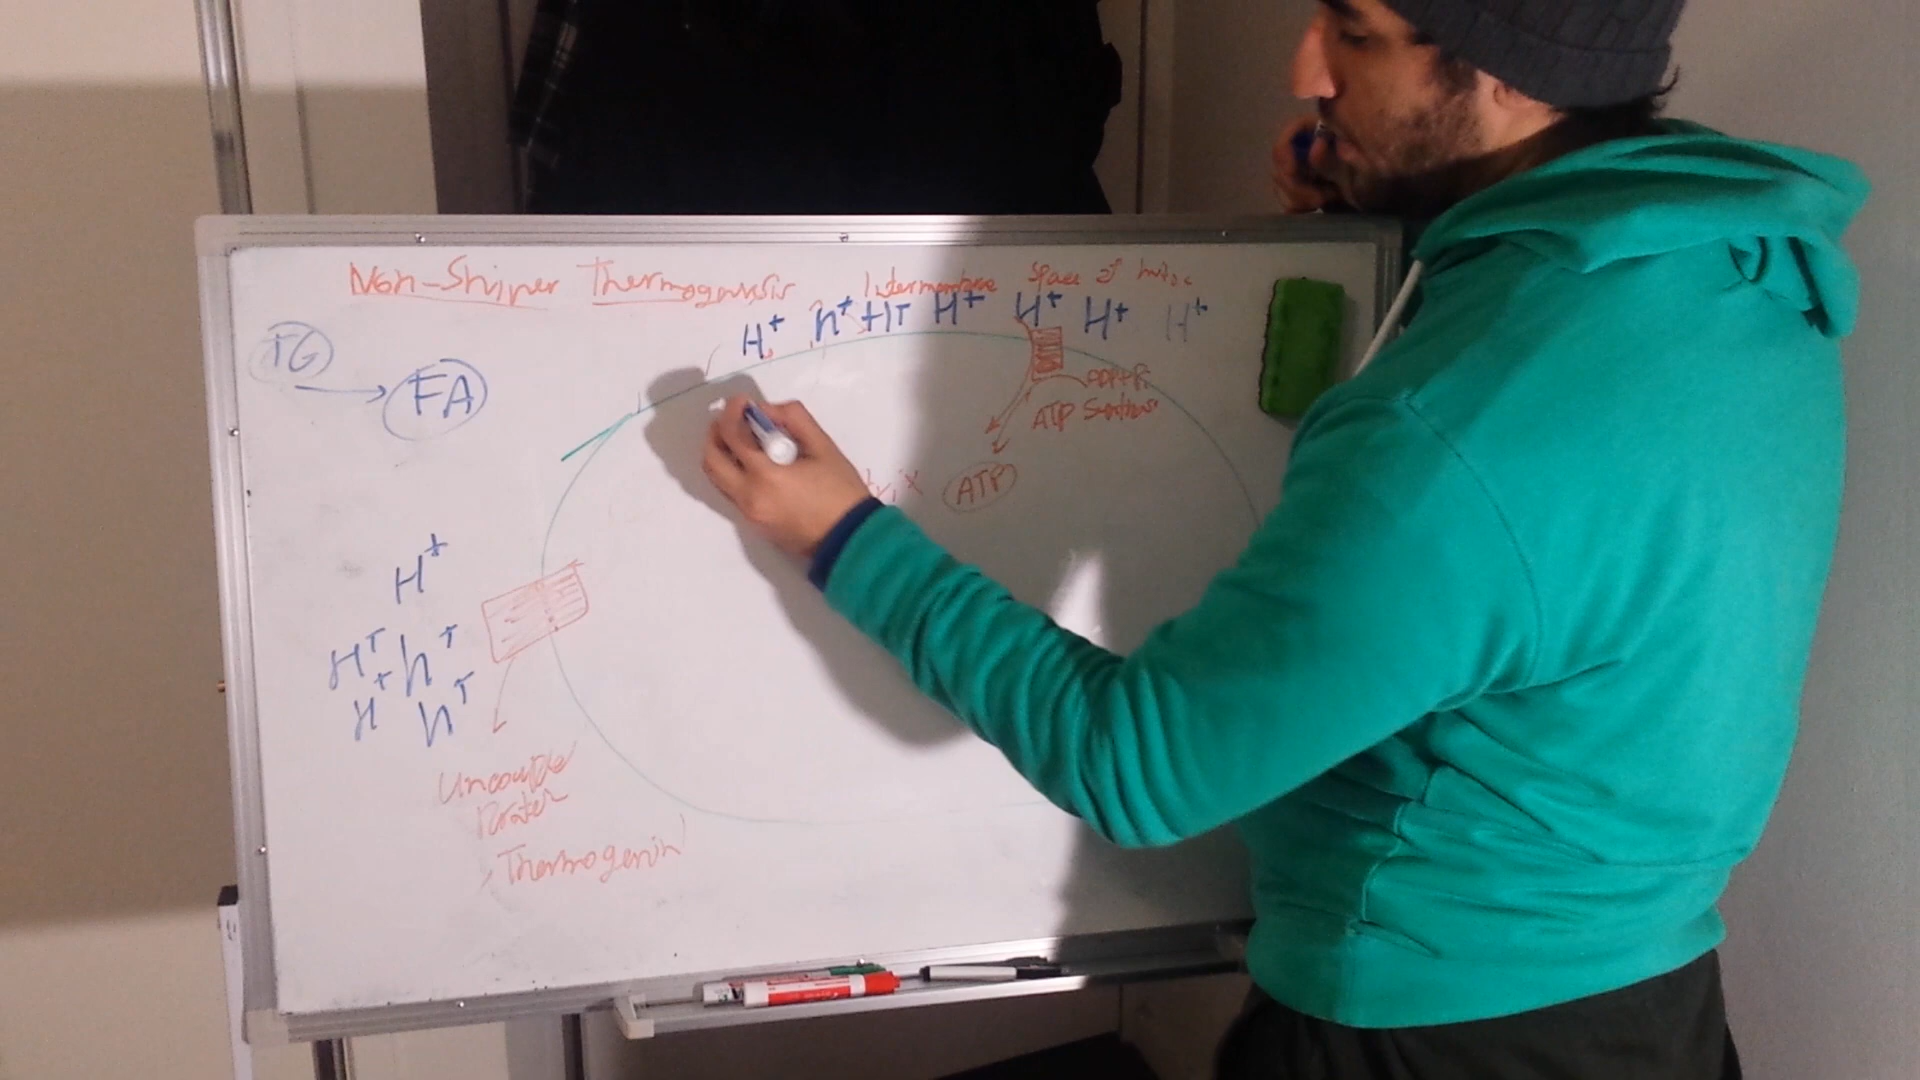 Non-Shiver Thermogenesis
Intermembrane Space of mito
H+ h+ H+ H+ H+ H+ H+
TG
FA
ADP+Pi
ATP Synthase
ATP
H+
H+ h+
H+ h+
Uncouple
Protein
Thermogenin